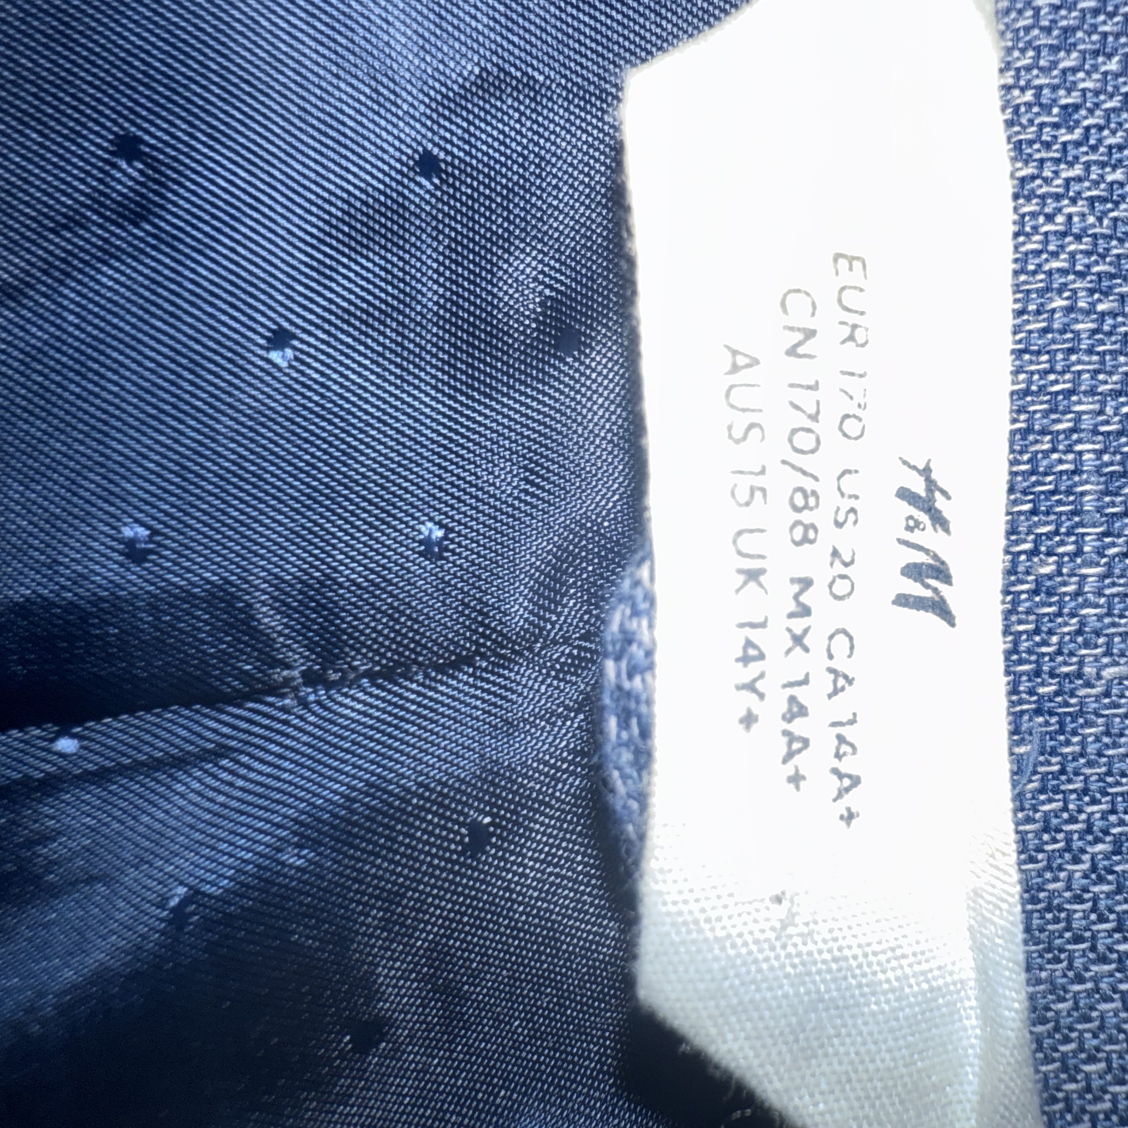 H&M
EUR 170 US 20 CA 14A+
CN 170/88 MX 14A+
AUS 15 UK 14Y+